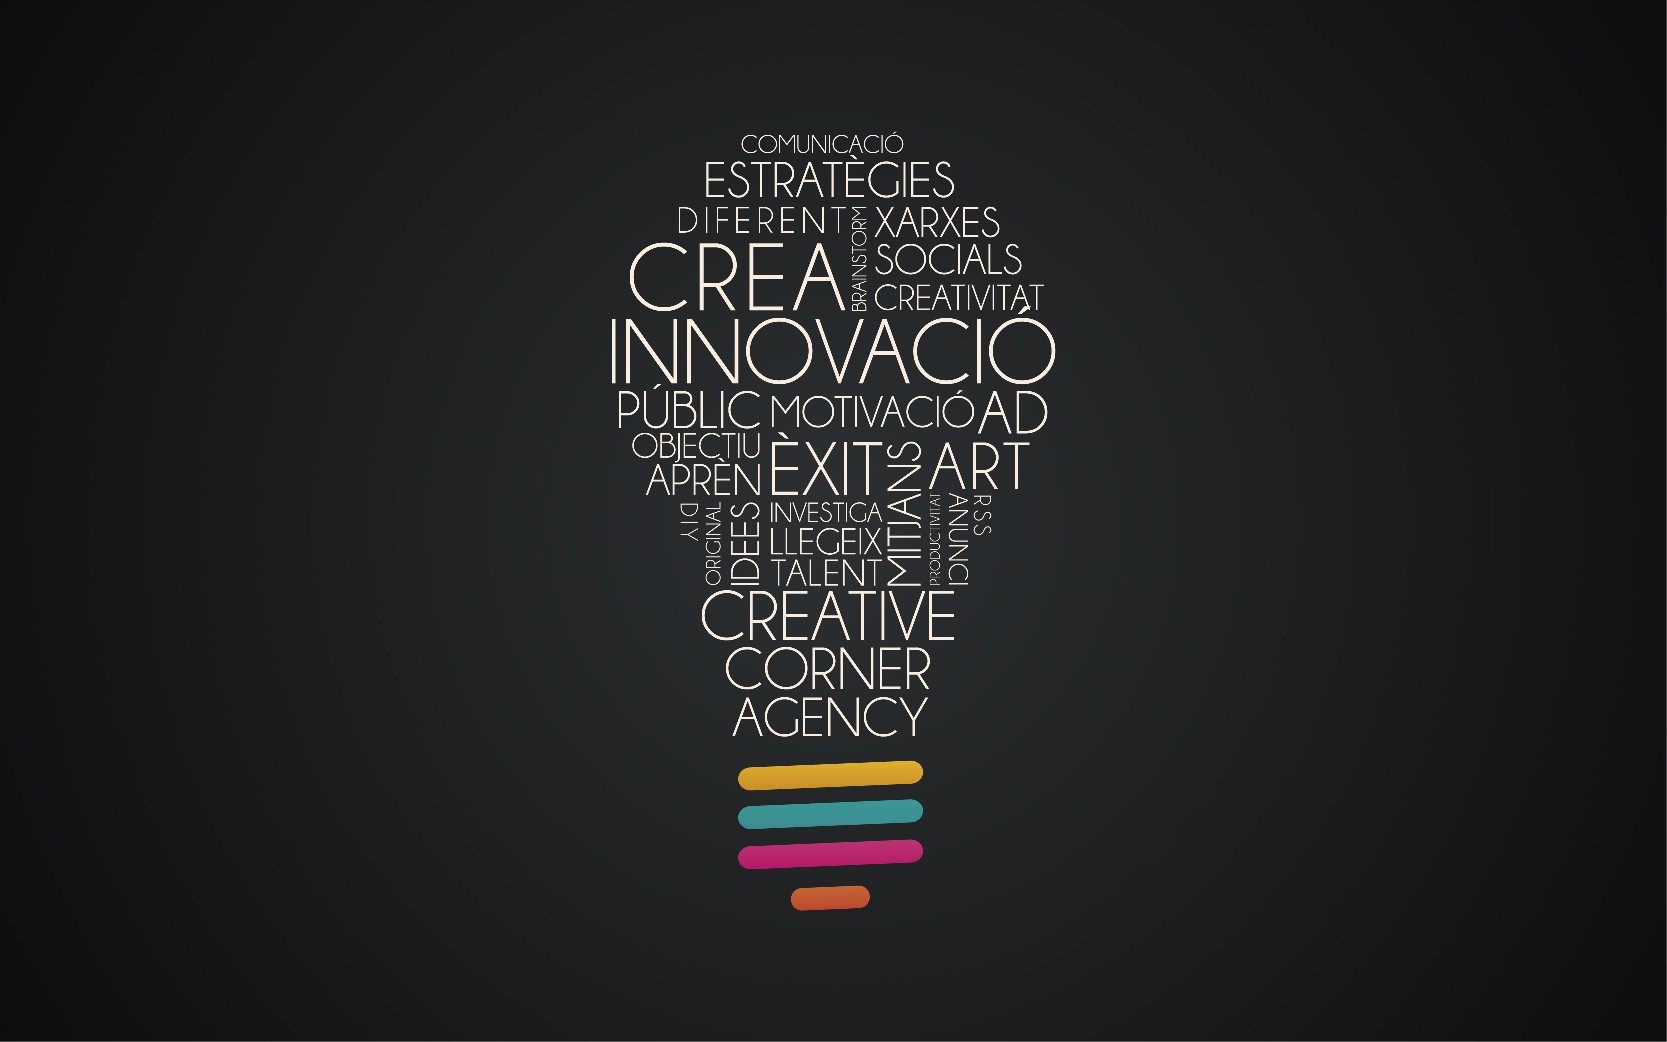 COMUNICACIÓ
ESTRATÈGIES
DIFERENT
BRAINSTORM
XARXES
SOCIALS
CREA
CREATIVITAT
INNOVACIÓ
PÚBLIC MOTIVACIÓ AD
OBJECTIU
APRÈN
ÈXIT
MITJANS
ART
DIY
ORIGINAL
IDEES
INVESTIGA
LLEGEIX
TALENT
PRODUCTIVITAT
ANUNCI
RSS
CREATIVE
CORNER
AGENCY